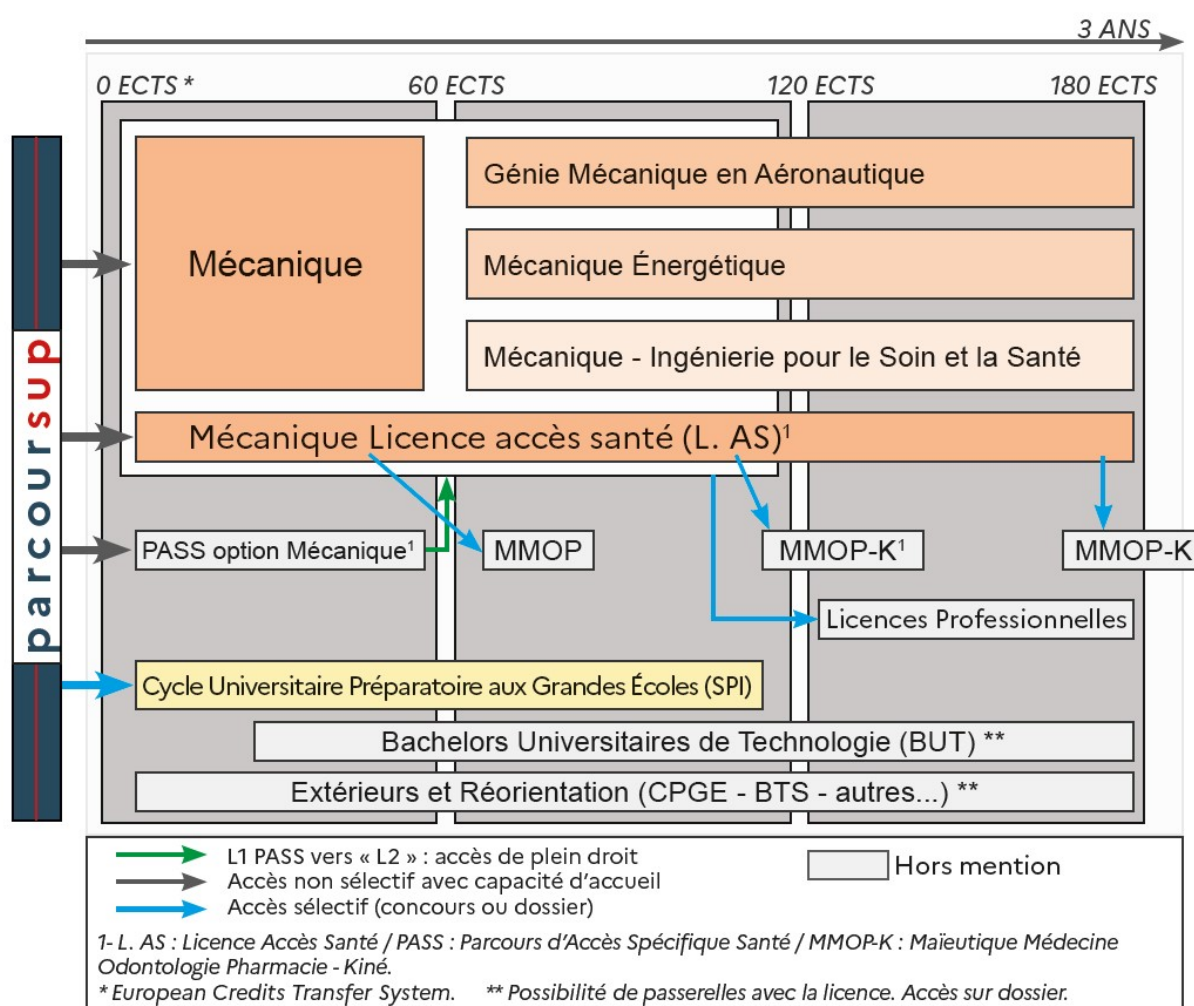 3 ANS
0 ECTS *
60 ECTS
120 ECTS
180 ECTS
parcoursup
Mécanique
Génie Mécanique en Aéronautique
Mécanique Énergétique
Mécanique - Ingénierie pour le Soin et la Santé
Mécanique Licence accès santé (L. AS)¹
PASS option Mécanique¹
MMOP
MMOP-K¹
MMOP-K
Licences Professionnelles
Cycle Universitaire Préparatoire aux Grandes Écoles (SPI)
Bachelors Universitaires de Technologie (BUT) **
Extérieurs et Réorientation (CPGE - BTS - autres...) **
L1 PASS vers « L2 » : accès de plein droit
Accès non sélectif avec capacité d'accueil
Accès sélectif (concours ou dossier)
Hors mention
1- L. AS : Licence Accès Santé / PASS : Parcours d'Accès Spécifique Santé / MMOP-K : Maïeutique Médecine
Odontologie Pharmacie - Kiné.
* European Credits Transfer System. ** Possibilité de passerelles avec la licence. Accès sur dossier.